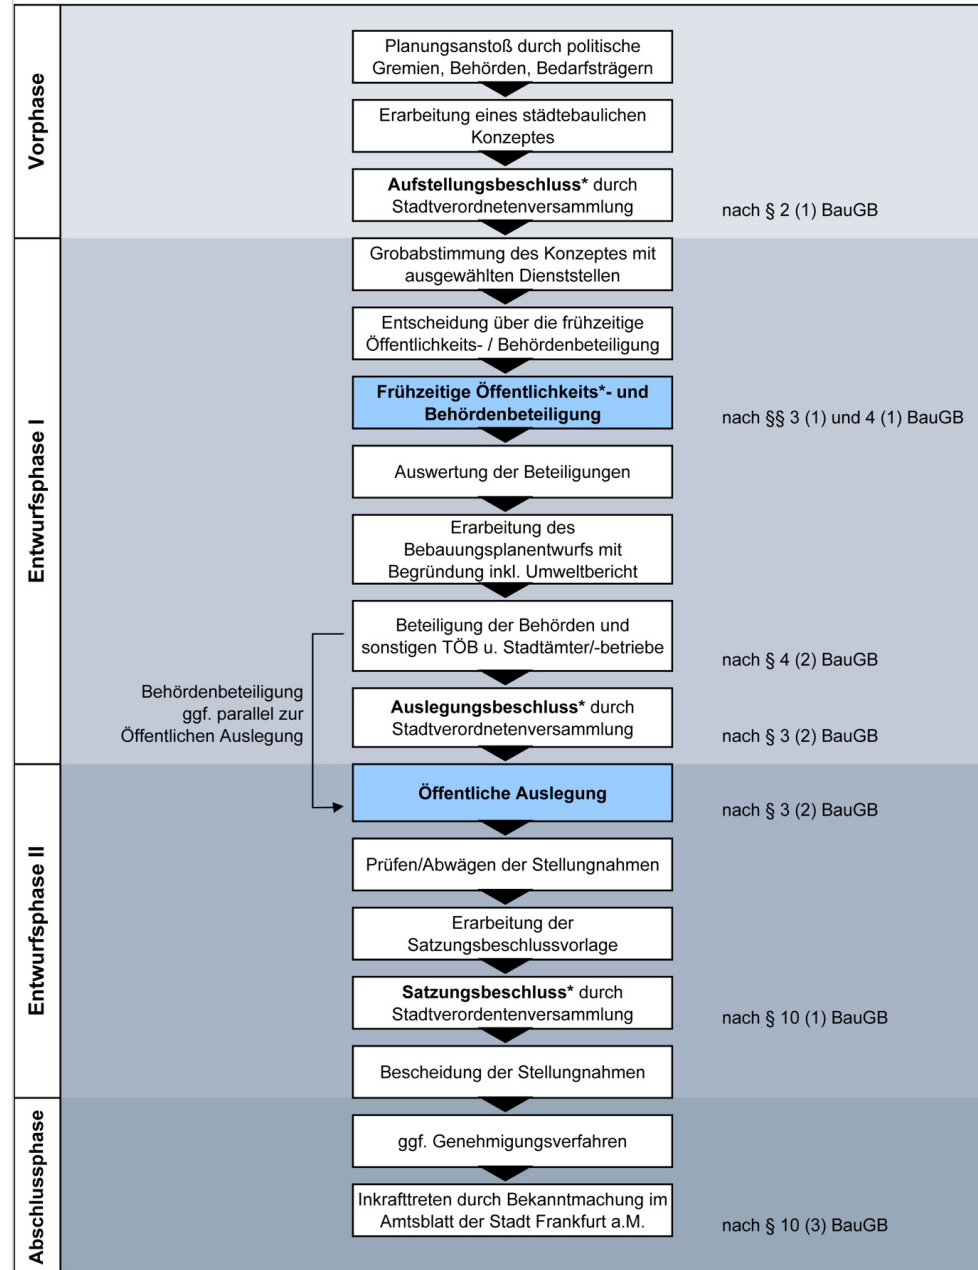 Vorphase
Planungsanstoß durch politische
Gremien, Behörden, Bedarfsträgern
Erarbeitung eines städtebaulichen
Konzeptes
Aufstellungsbeschluss* durch
Stadtverordnetenversammlung
nach § 2 (1) BauGB
Entwurfsphase I
Grobabstimmung des Konzeptes mit
ausgewählten Dienststellen
Entscheidung über die frühzeitige
Öffentlichkeits- / Behördenbeteiligung
Frühzeitige Öffentlichkeits*- und
Behördenbeteiligung
nach §§ 3 (1) und 4 (1) BauGB
Auswertung der Beteiligungen
Erarbeitung des
Bebauungsplanentwurfs mit
Begründung inkl. Umweltbericht
Beteiligung der Behörden und
sonstigen TÖB u. Stadtämter/-betriebe
nach § 4 (2) BauGB
Behördenbeteiligung
ggf. parallel zur
Öffentlichen Auslegung
Auslegungsbeschluss* durch
Stadtverordnetenversammlung
nach § 3 (2) BauGB
Entwurfsphase II
Öffentliche Auslegung
nach § 3 (2) BauGB
Prüfen/Abwägen der Stellungnahmen
Erarbeitung der
Satzungsbeschlussvorlage
Satzungsbeschluss* durch
Stadtverordentenversammlung
nach § 10 (1) BauGB
Bescheidung der Stellungnahmen
Abschlussphase
ggf. Genehmigungsverfahren
Inkrafttreten durch Bekanntmachung im
Amtsblatt der Stadt Frankfurt a.M.
nach § 10 (3) BauGB